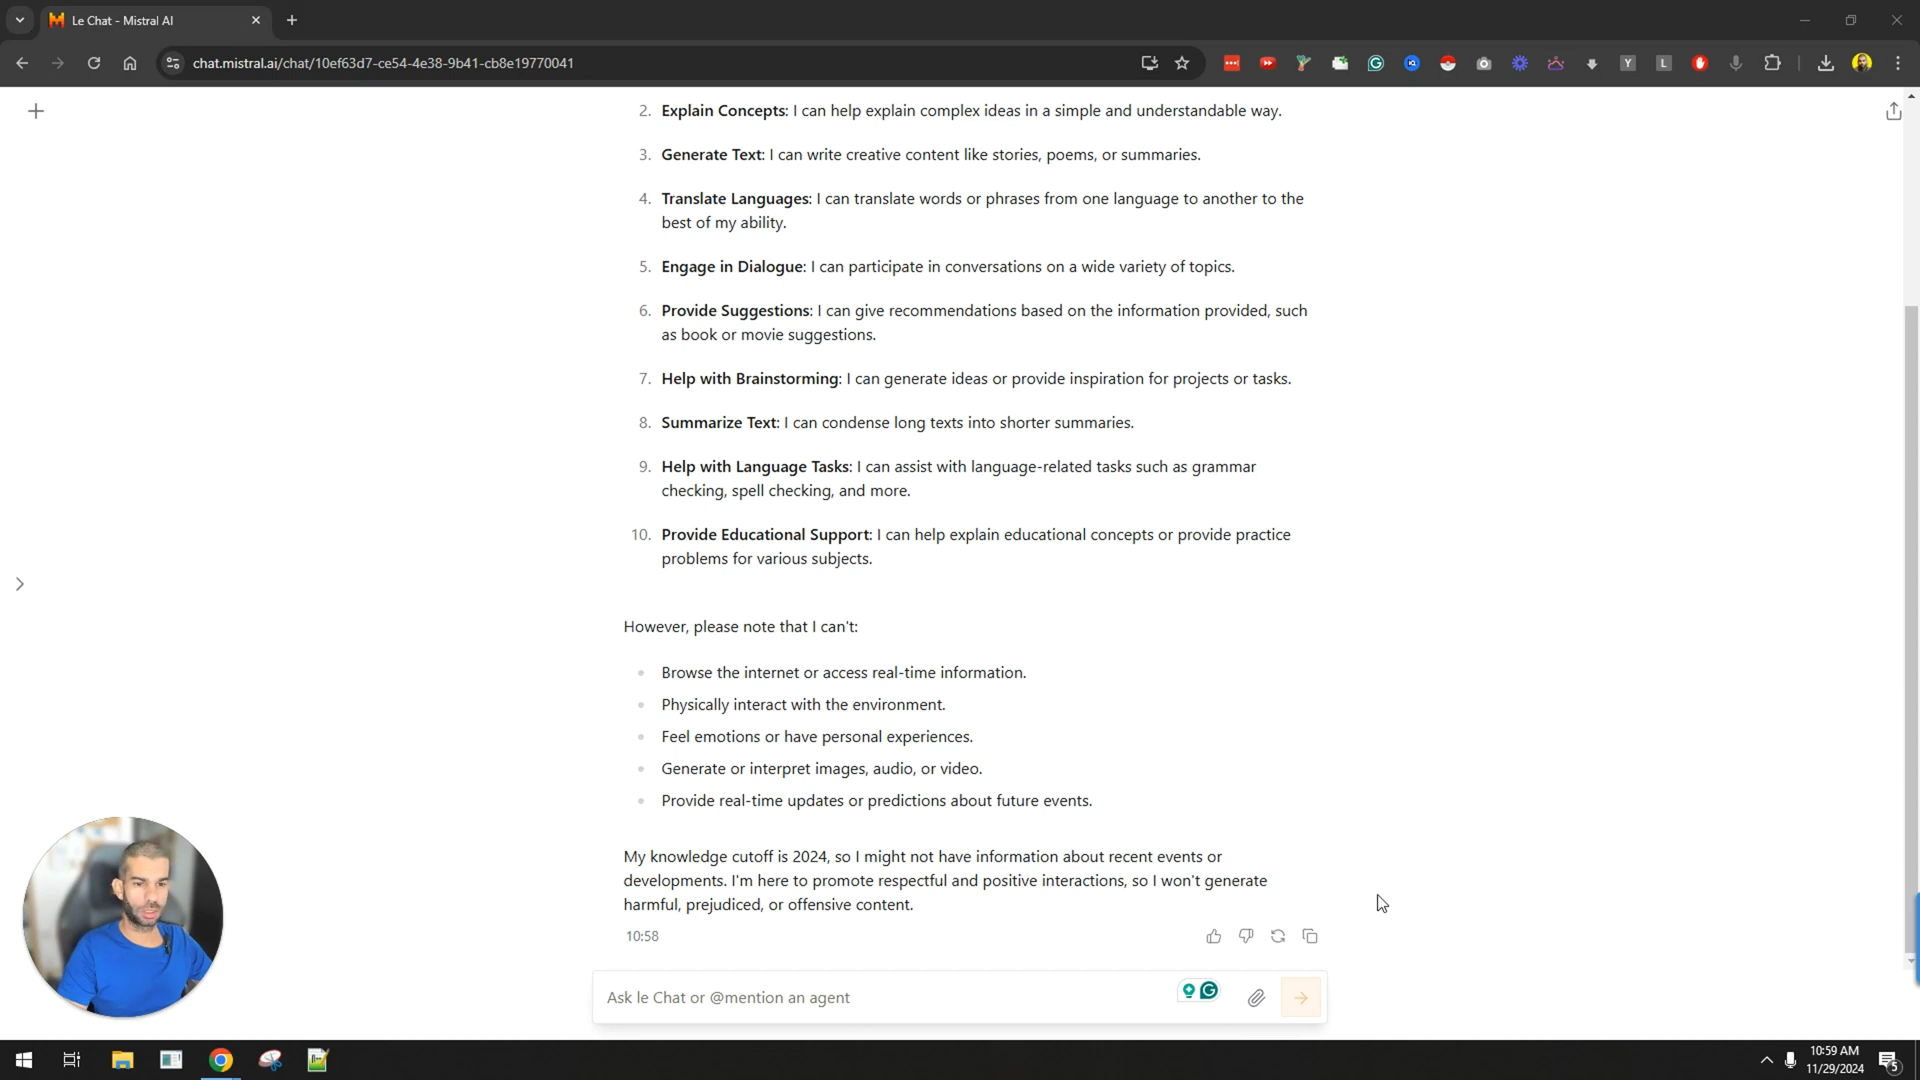 Le Chat - Mistral AI
chat.mistral.ai/chat/10ef63d7-ce54-4e38-9b41-cb8e19770041
2. Explain Concepts: I can help explain complex ideas in a simple and understandable way.
3. Generate Text: I can write creative content like stories, poems, or summaries.
4. Translate Languages: I can translate words or phrases from one language to another to the
best of my ability.
5. Engage in Dialogue: I can participate in conversations on a wide variety of topics.
6. Provide Suggestions: I can give recommendations based on the information provided, such
as book or movie suggestions.
7. Help with Brainstorming: I can generate ideas or provide inspiration for projects or tasks.
8. Summarize Text: I can condense long texts into shorter summaries.
9. Help with Language Tasks: I can assist with language-related tasks such as grammar
checking, spell checking, and more.
10. Provide Educational Support: I can help explain educational concepts or provide practice
problems for various subjects.
However, please note that I can't:
Browse the internet or access real-time information.
Physically interact with the environment.
Feel emotions or have personal experiences.
Generate or interpret images, audio, or video.
Provide real-time updates or predictions about future events.
My knowledge cutoff is 2024, so I might not have information about recent events or
developments. I'm here to promote respectful and positive interactions, so I won't generate
harmful, prejudiced, or offensive content.
10:58
Ask le Chat or @mention an agent
10:59 AM
11/29/2024
5